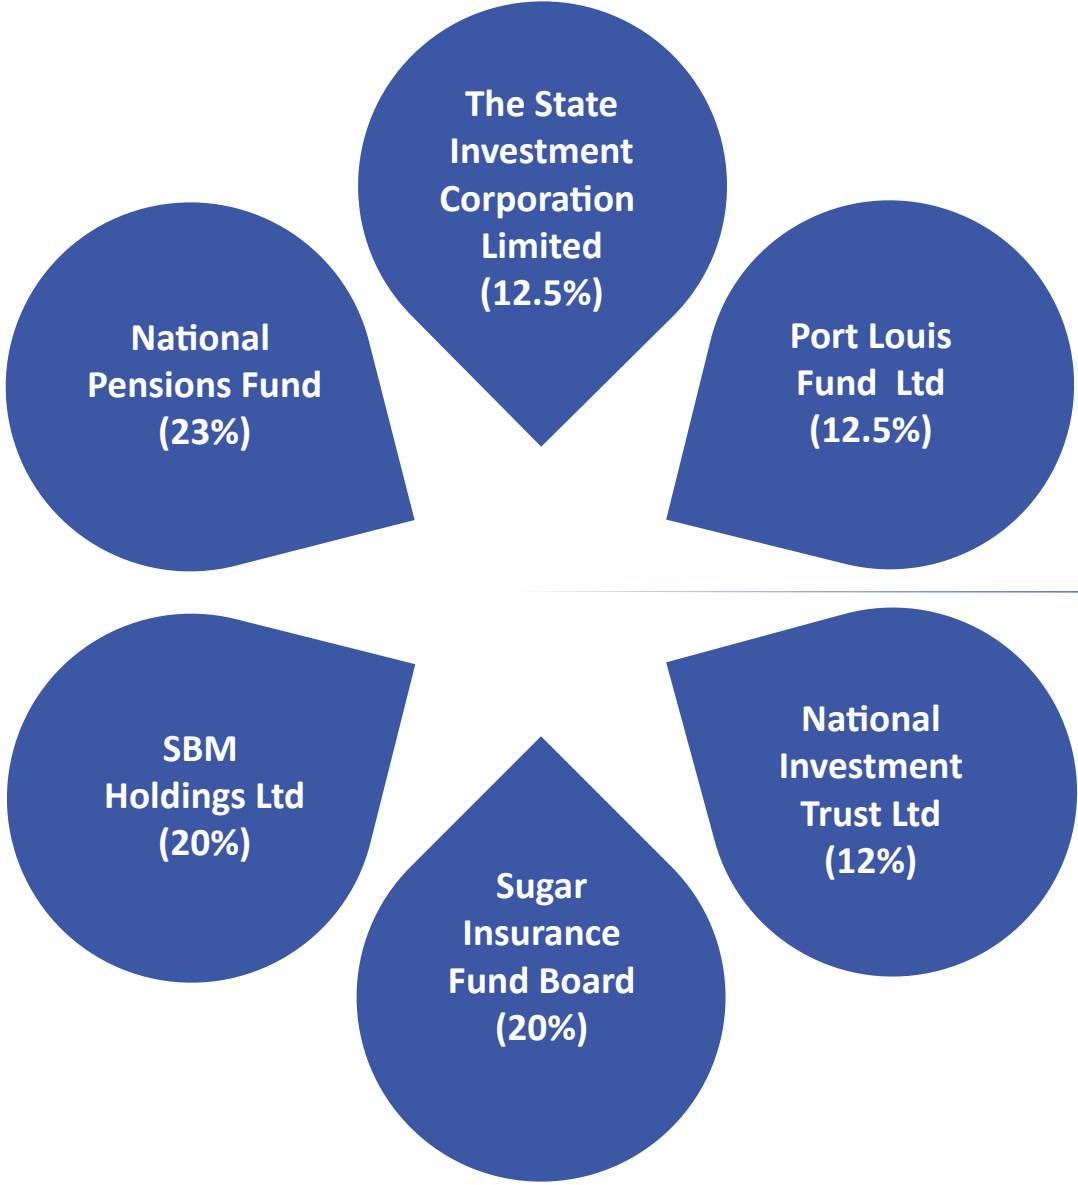 The State
Investment
Corporation
Limited
(12.5%)
Port Louis
Fund Ltd
(12.5%)
National
Investment
Trust Ltd
(12%)
Sugar
Insurance
Fund Board
(20%)
SBM
Holdings Ltd
(20%)
National
Pensions Fund
(23%)